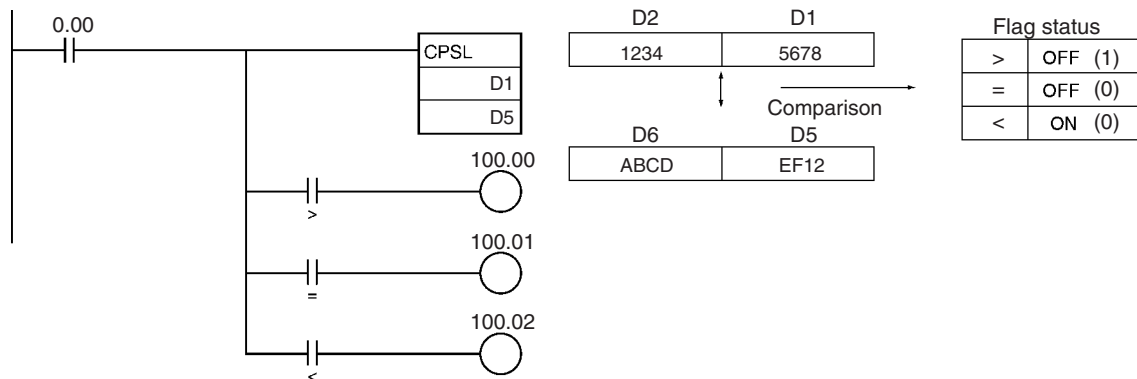 0.00
CPSL
D1
D5
100.00
>
100.01
=
100.02
<
D2 D1
1234 5678
Comparison
D6 D5
ABCD EF12
Flag status
> OFF (1)
= OFF (0)
< ON (0)